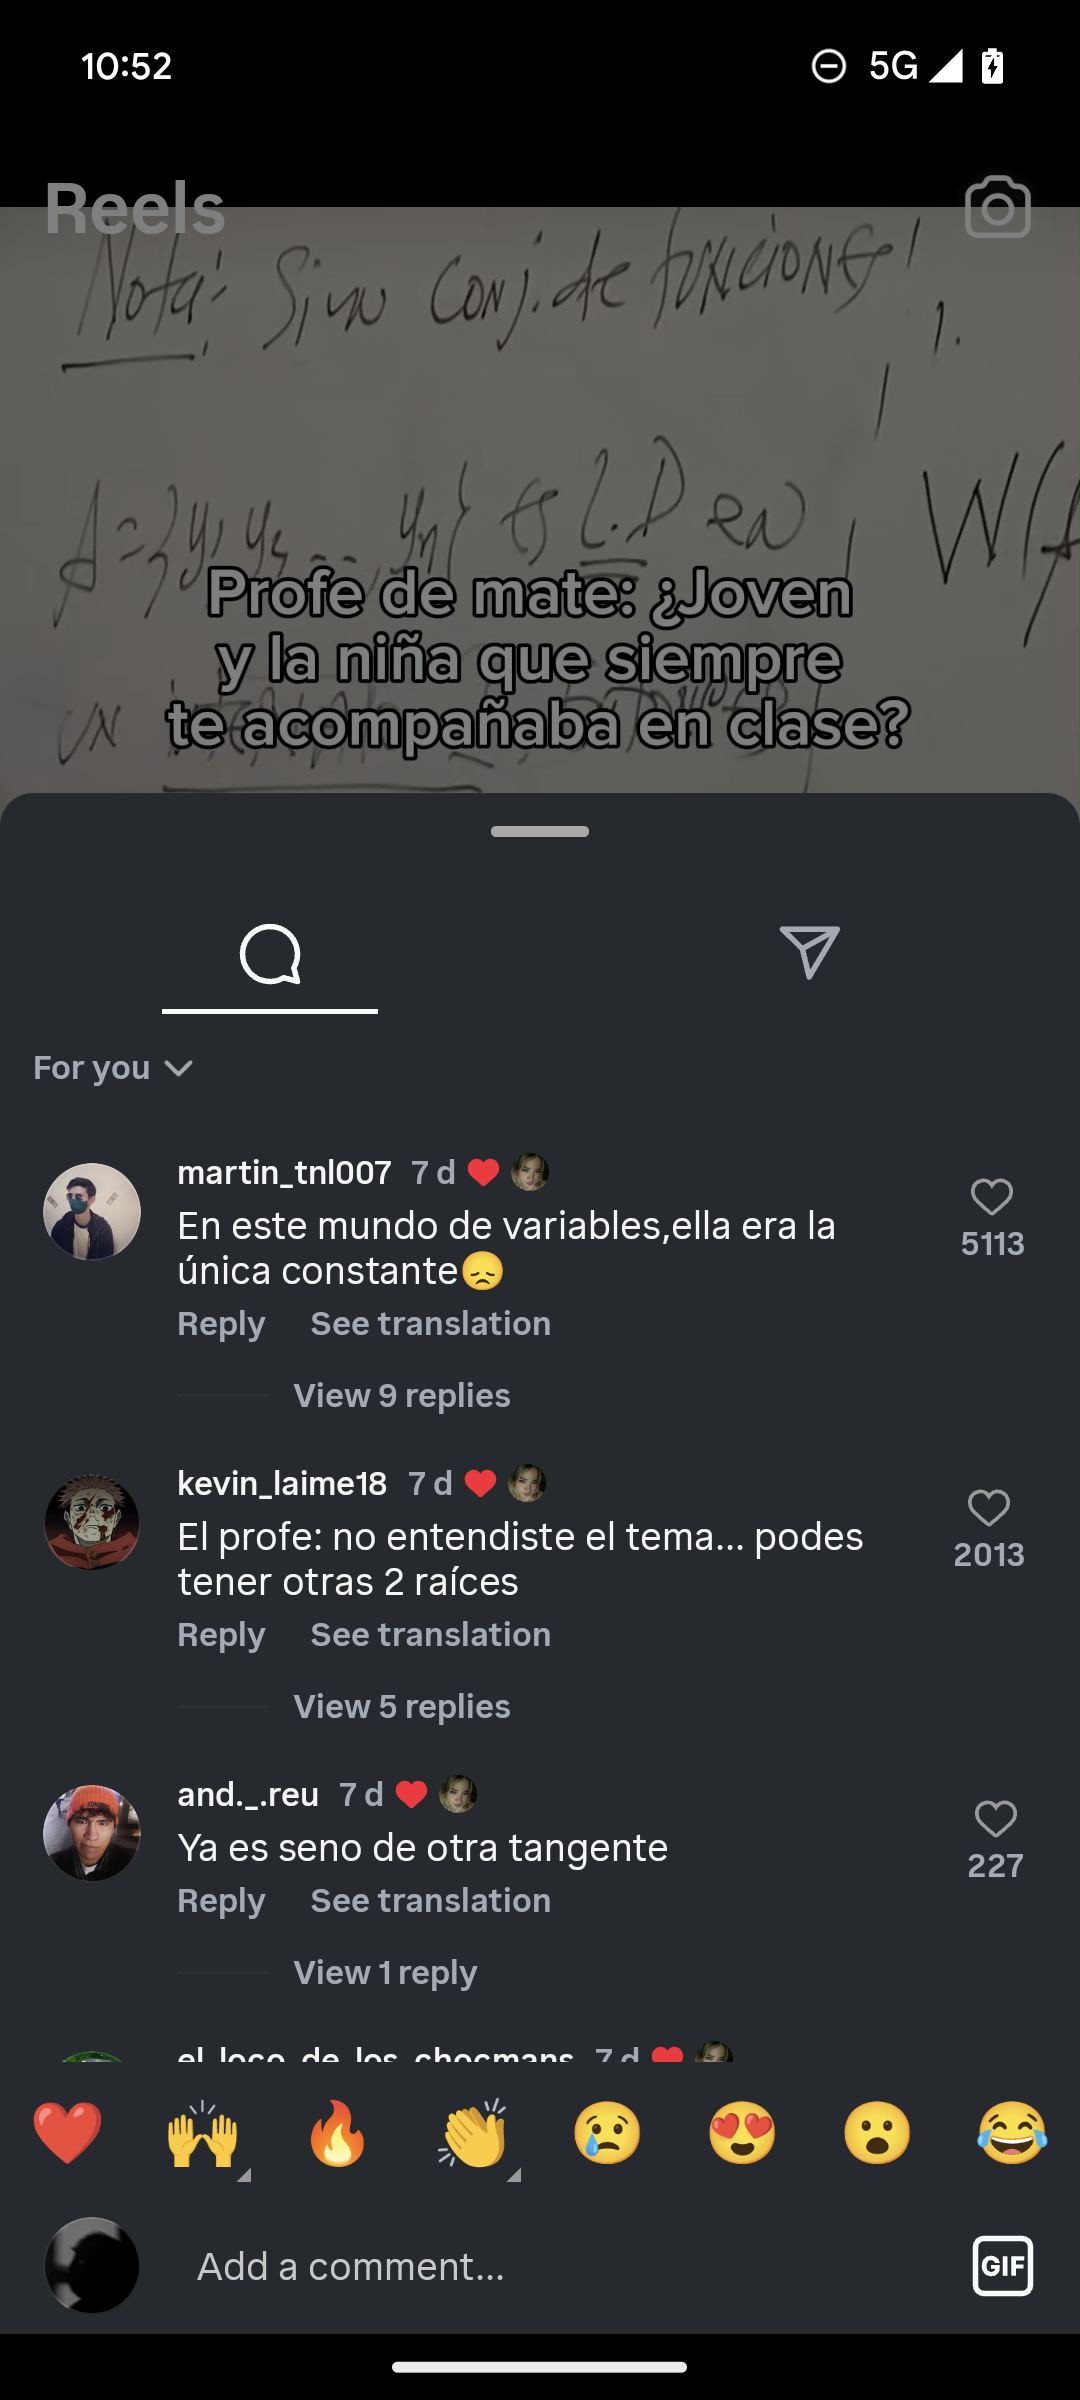 10:52
5G
Reels
Nota: Si un conj. de funciones
A = {y1, y2, ..., yn} es L.D en
Profe de mate: ¿Joven
y la niña que siempre
te acompañaba en clase?
For you
martin_tnl007 7 d
En este mundo de variables,ella era la
única constante😞
5113
Reply See translation
View 9 replies
kevin_laime18 7 d
El profe: no entendiste el tema... podes
tener otras 2 raíces
2013
Reply See translation
View 5 replies
and._.reu 7 d
Ya es seno de otra tangente
227
Reply See translation
View 1 reply
el_loco_de_los_chocmans 7 d
Add a comment...
GIF